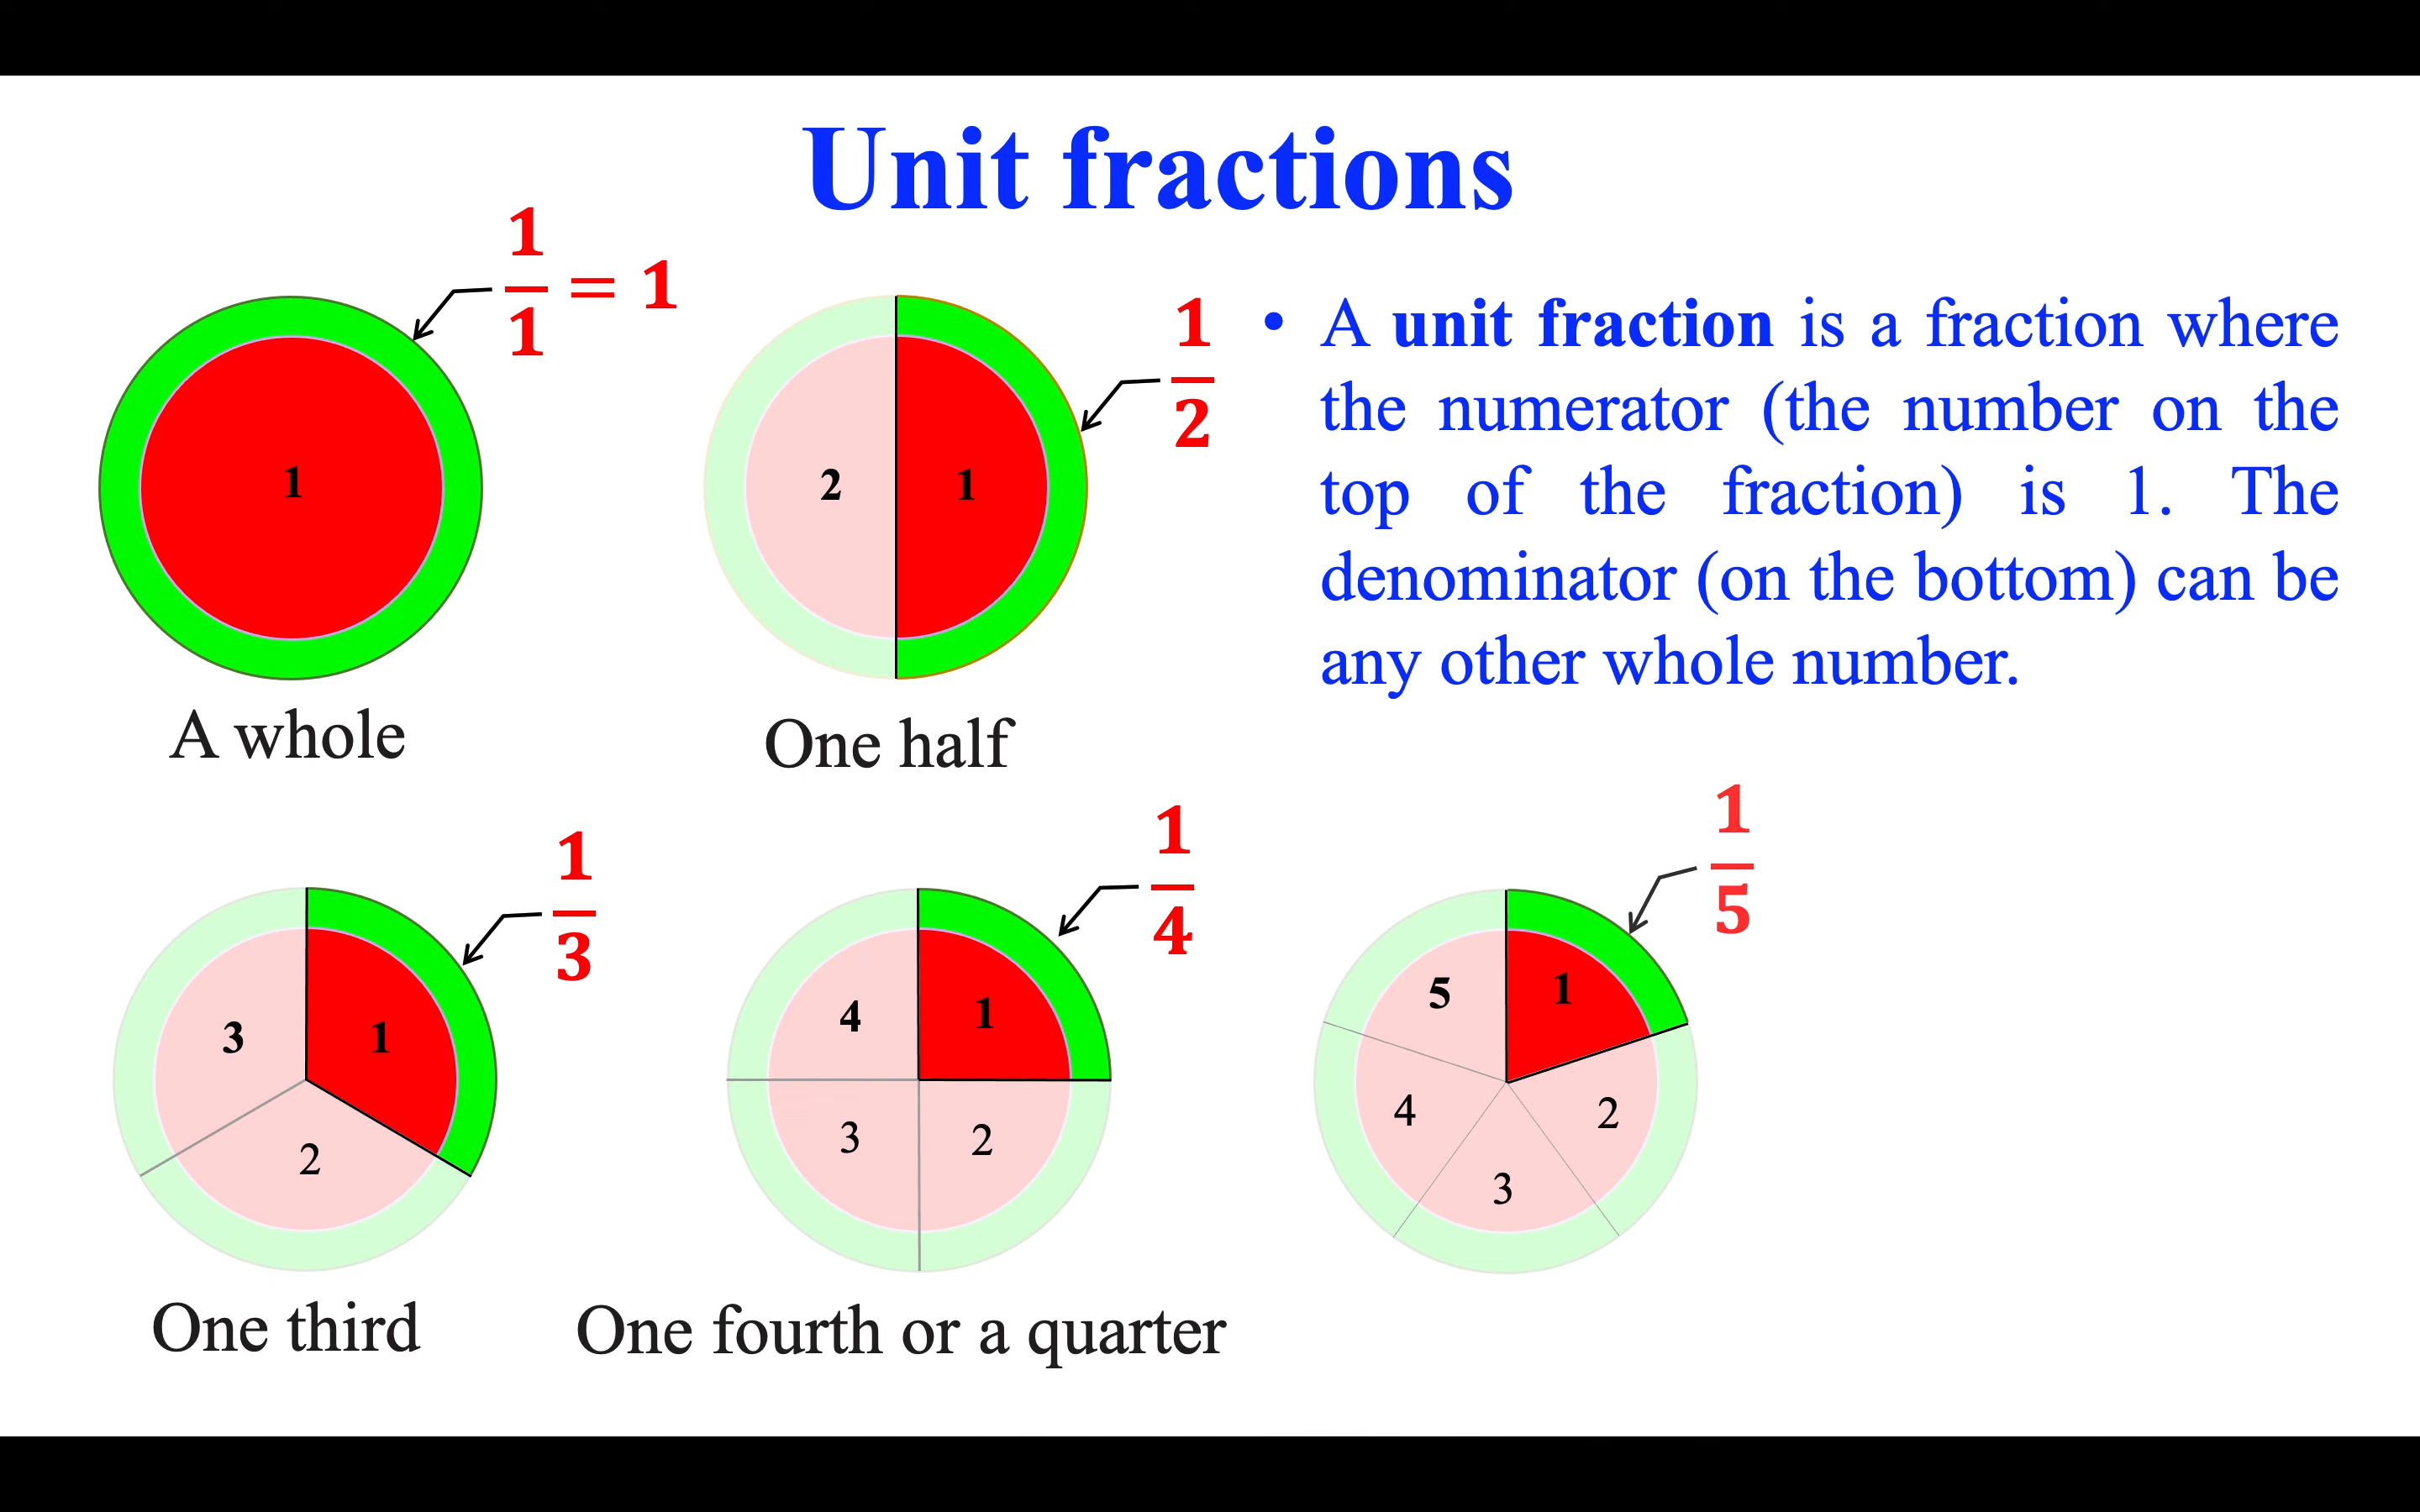 Unit fractions
1/1 = 1
1
A whole
1/2
2 1
One half
• A unit fraction is a fraction where
the numerator (the number on the
top of the fraction) is 1. The
denominator (on the bottom) can be
any other whole number.
1/3
3 1
2
One third
1/4
4 1
3 2
One fourth or a quarter
1/5
5 1
4 2
3